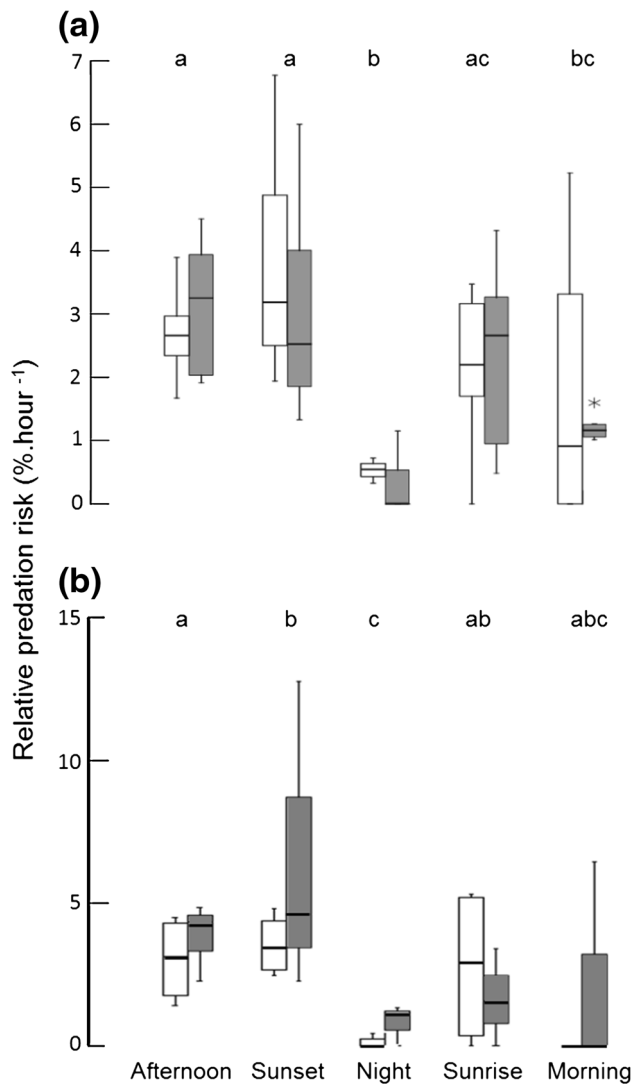 (a)
a a b ac bc
7
6
5
4
3
2
1
0
*
Relative predation risk (%.hour -1)
(b)
a b c ab abc
15
10
5
0
Afternoon Sunset Night Sunrise Morning